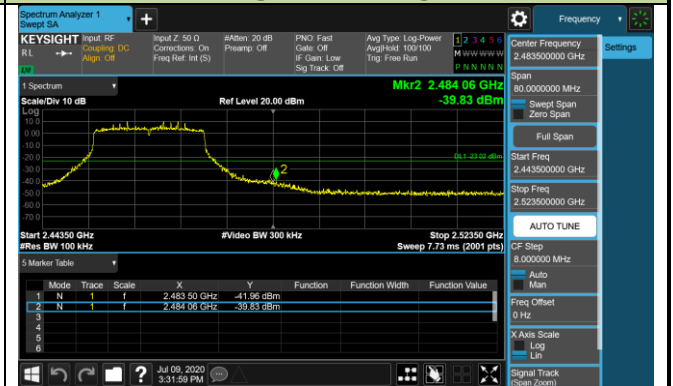 Spectrum Analyzer 1
Swept SA
+
Frequency
KEYSIGHT
RL
Input: RF
Coupling: DC
Align: Off
Input Z: 50 Ω
Corrections: On
Freq Ref: Int (S)
#Atten: 20 dB
Preamp: Off
PNO: Fast
Gate: Off
IF Gain: Low
Sig Track: Off
Avg Type: Log-Power
Avg|Hold: 100/100
Trig: Free Run
1 2 3 4 5 6
M W W W W W
P N N N N N
1 Spectrum
Scale/Div 10 dB
Log
Ref Level 20.00 dBm
Mkr2 2.484 06 GHz
-39.83 dBm
10.0
0.00
-10.0
-20.0
-30.0
-40.0
-50.0
-60.0
-70.0
DL1 -23.02 dBm
2
Start 2.44350 GHz
#Res BW 100 kHz
#Video BW 300 kHz
Stop 2.52350 GHz
Sweep 7.73 ms (2001 pts)
5 Marker Table
Mode Trace Scale X Y Function Function Width Function Value
1 N 1 f 2.483 50 GHz -41.96 dBm
2 N 1 f 2.484 06 GHz -39.83 dBm
3
4
5
6
Jul 09, 2020
3:31:59 PM
Center Frequency
2.483500000 GHz
Settings
Span
80.0000000 MHz
Swept Span
Zero Span
Full Span
Start Freq
2.443500000 GHz
Stop Freq
2.523500000 GHz
AUTO TUNE
CF Step
8.000000 MHz
Auto
Man
Freq Offset
0 Hz
X Axis Scale
Log
Lin
Signal Track
(Span Zoom)